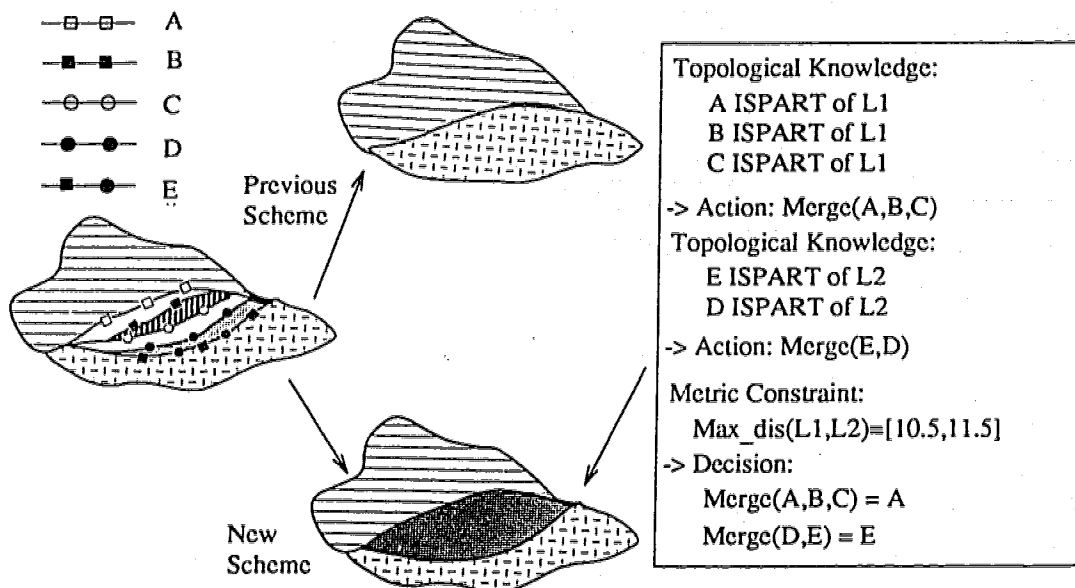 A
B
C
D
E
Previous
Scheme
New
Scheme
Topological Knowledge:
A ISPART of L1
B ISPART of L1
C ISPART of L1
-> Action: Merge(A,B,C)
Topological Knowledge:
E ISPART of L2
D ISPART of L2
-> Action: Merge(E,D)
Metric Constraint:
Max_dis(L1,L2)=[10.5,11.5]
-> Decision:
Merge(A,B,C) = A
Merge(D,E) = E